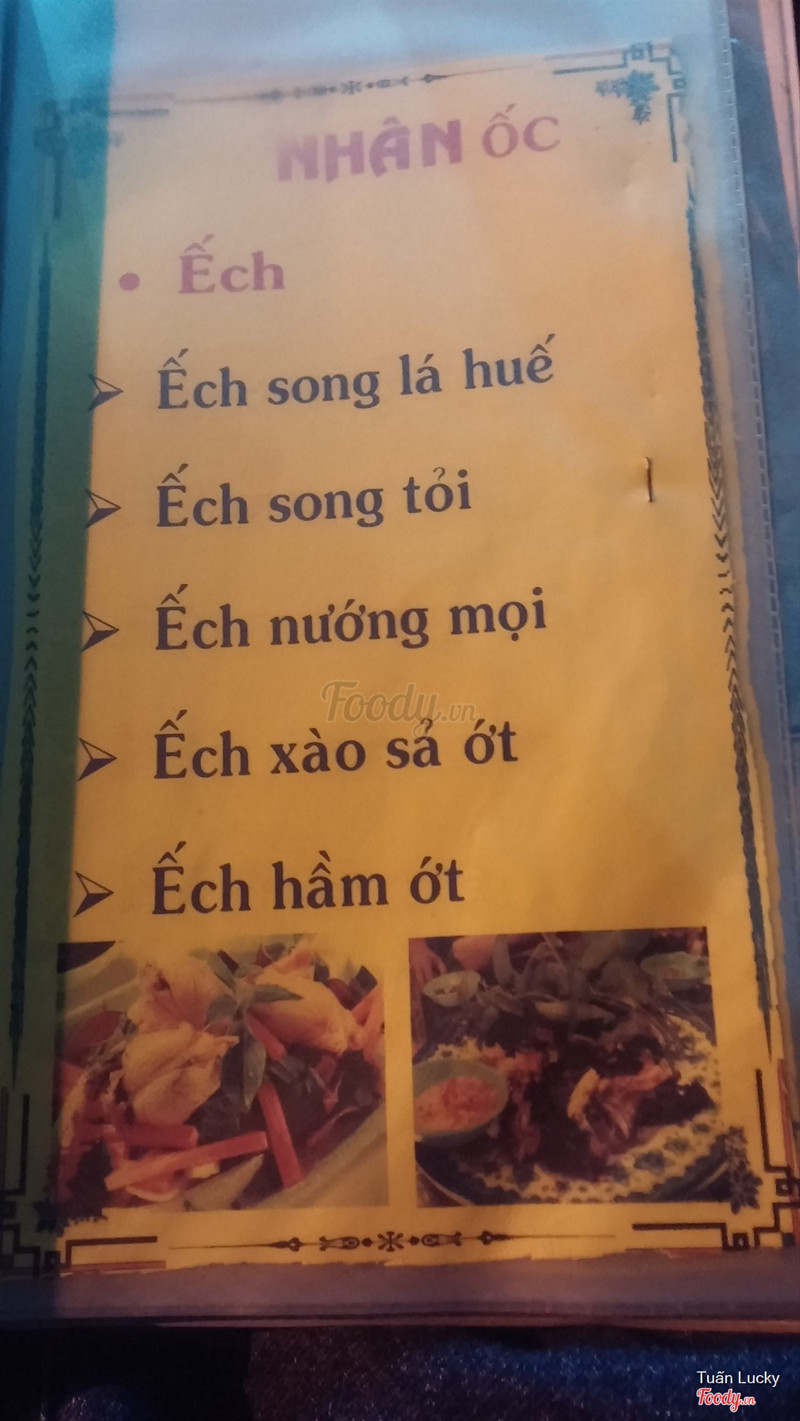 NHÂN ỐC
• Ếch
➢ Ếch song lá huế
➢ Ếch song tỏi
➢ Ếch nướng mọi
➢ Ếch xào sả ớt
➢ Ếch hầm ớt
Foody.vn
Tuấn Lucky
Foody.vn